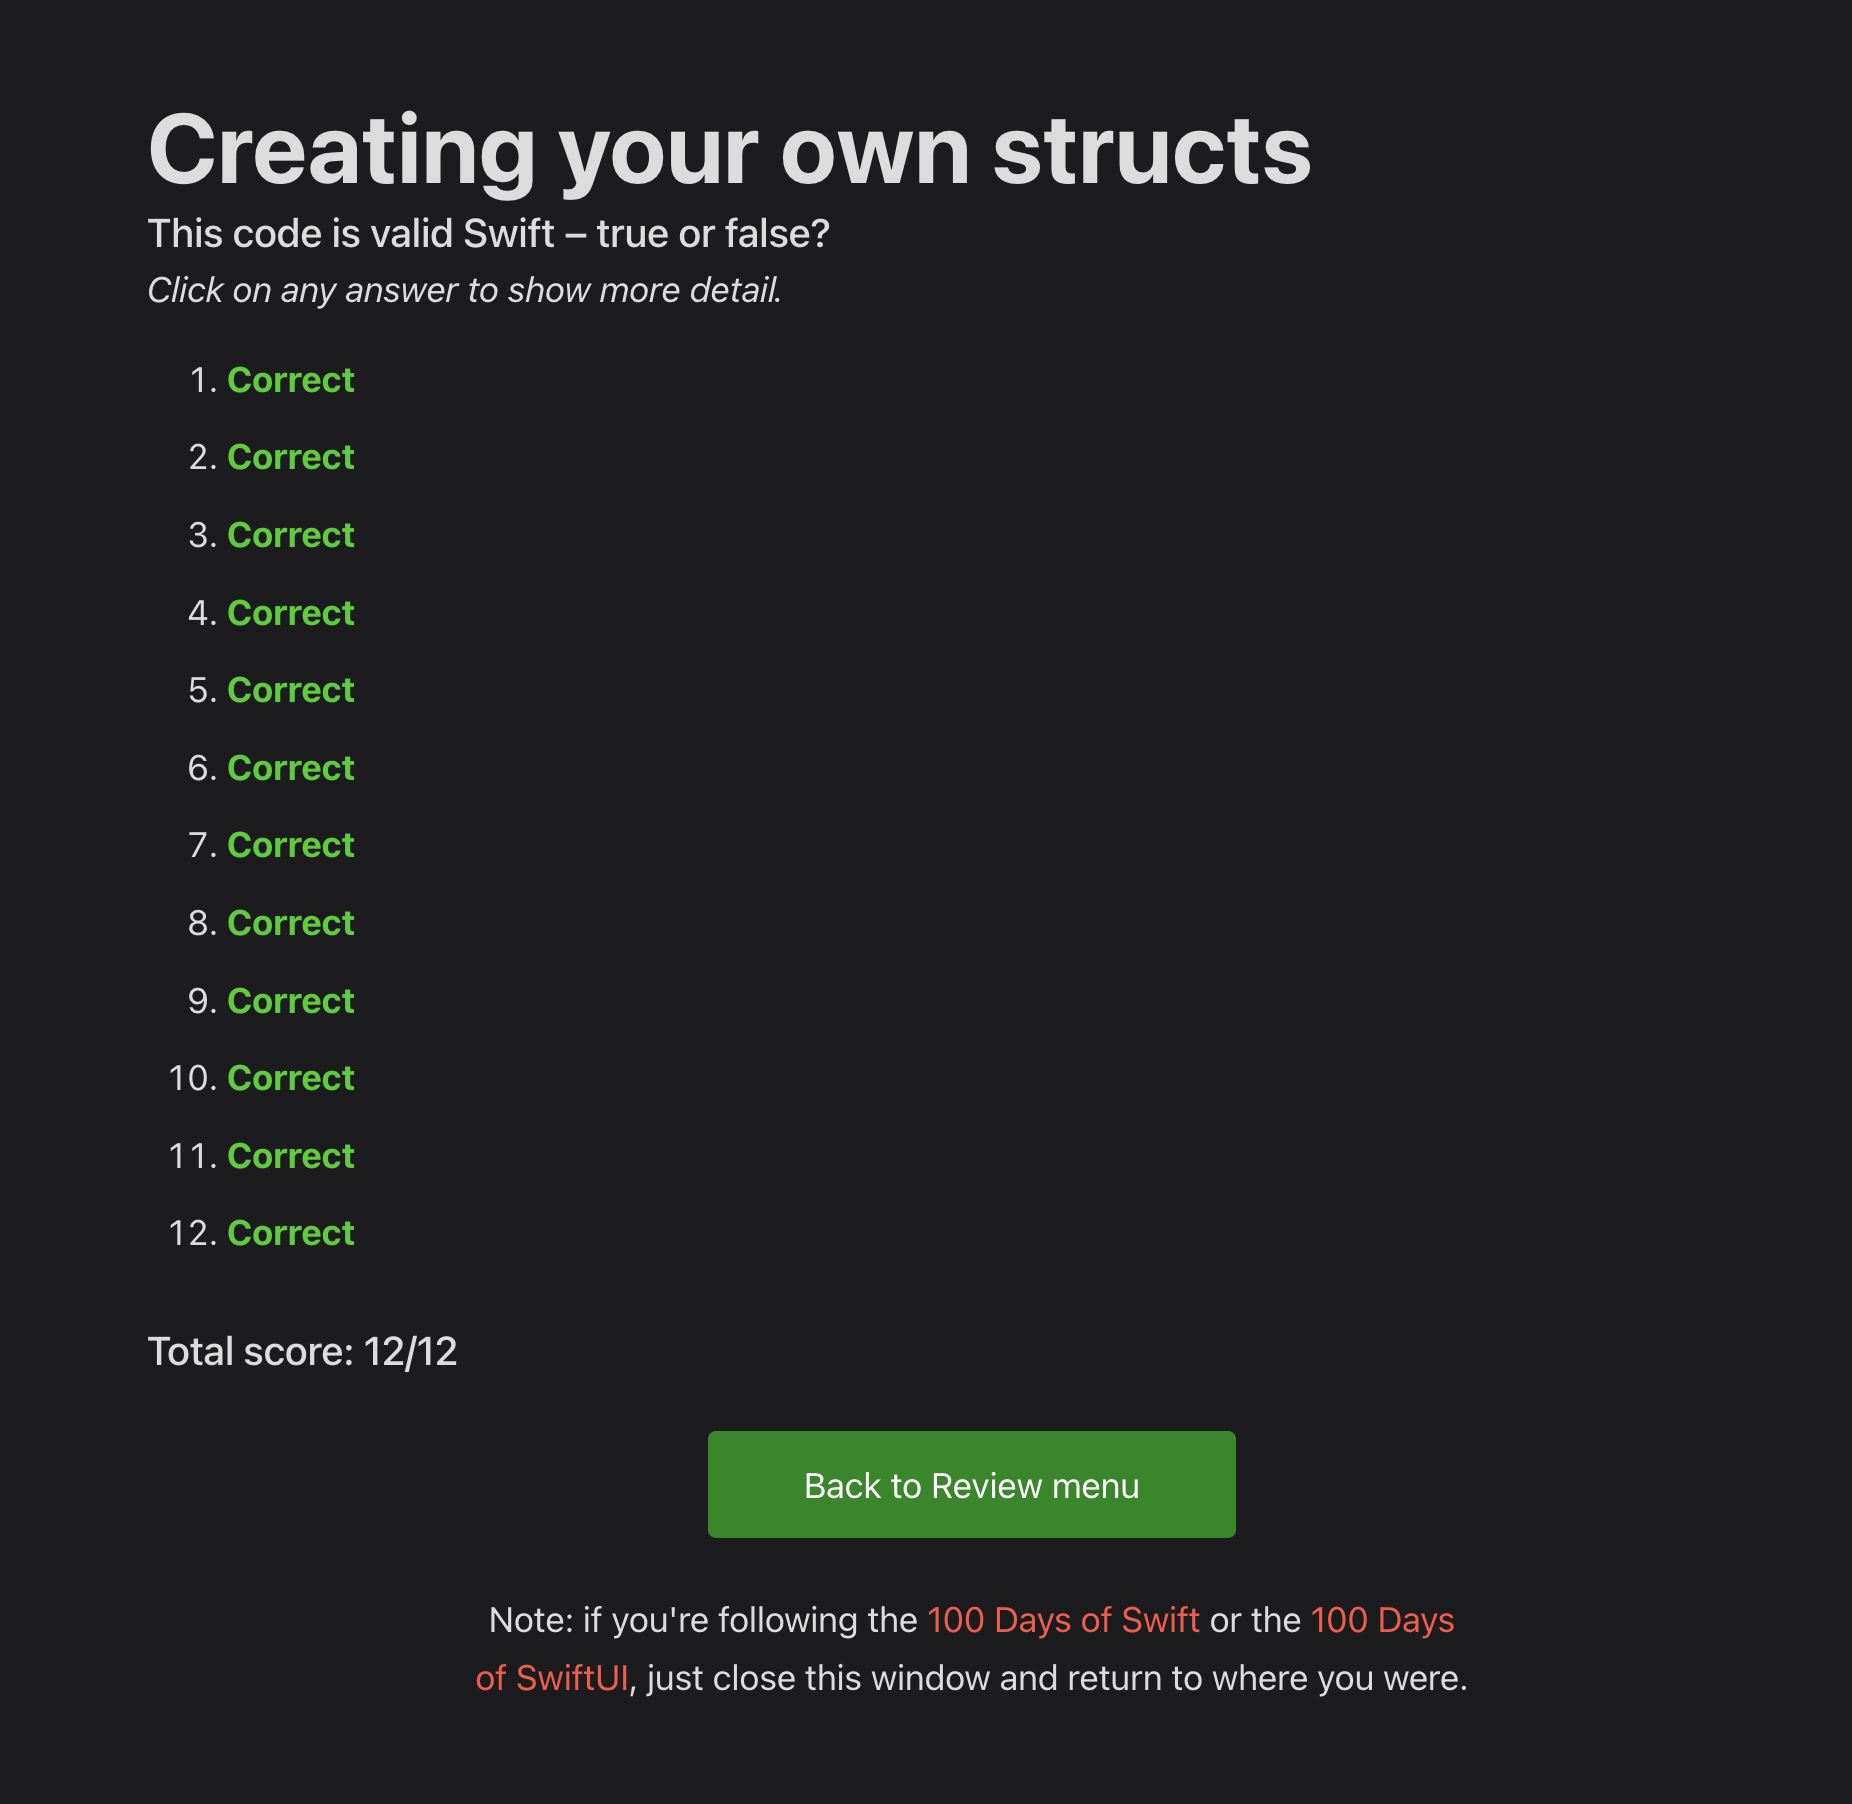 Creating your own structs
This code is valid Swift – true or false?
Click on any answer to show more detail.
1. Correct
2. Correct
3. Correct
4. Correct
5. Correct
6. Correct
7. Correct
8. Correct
9. Correct
10. Correct
11. Correct
12. Correct
Total score: 12/12
Back to Review menu
Note: if you're following the 100 Days of Swift or the 100 Days
of SwiftUI, just close this window and return to where you were.